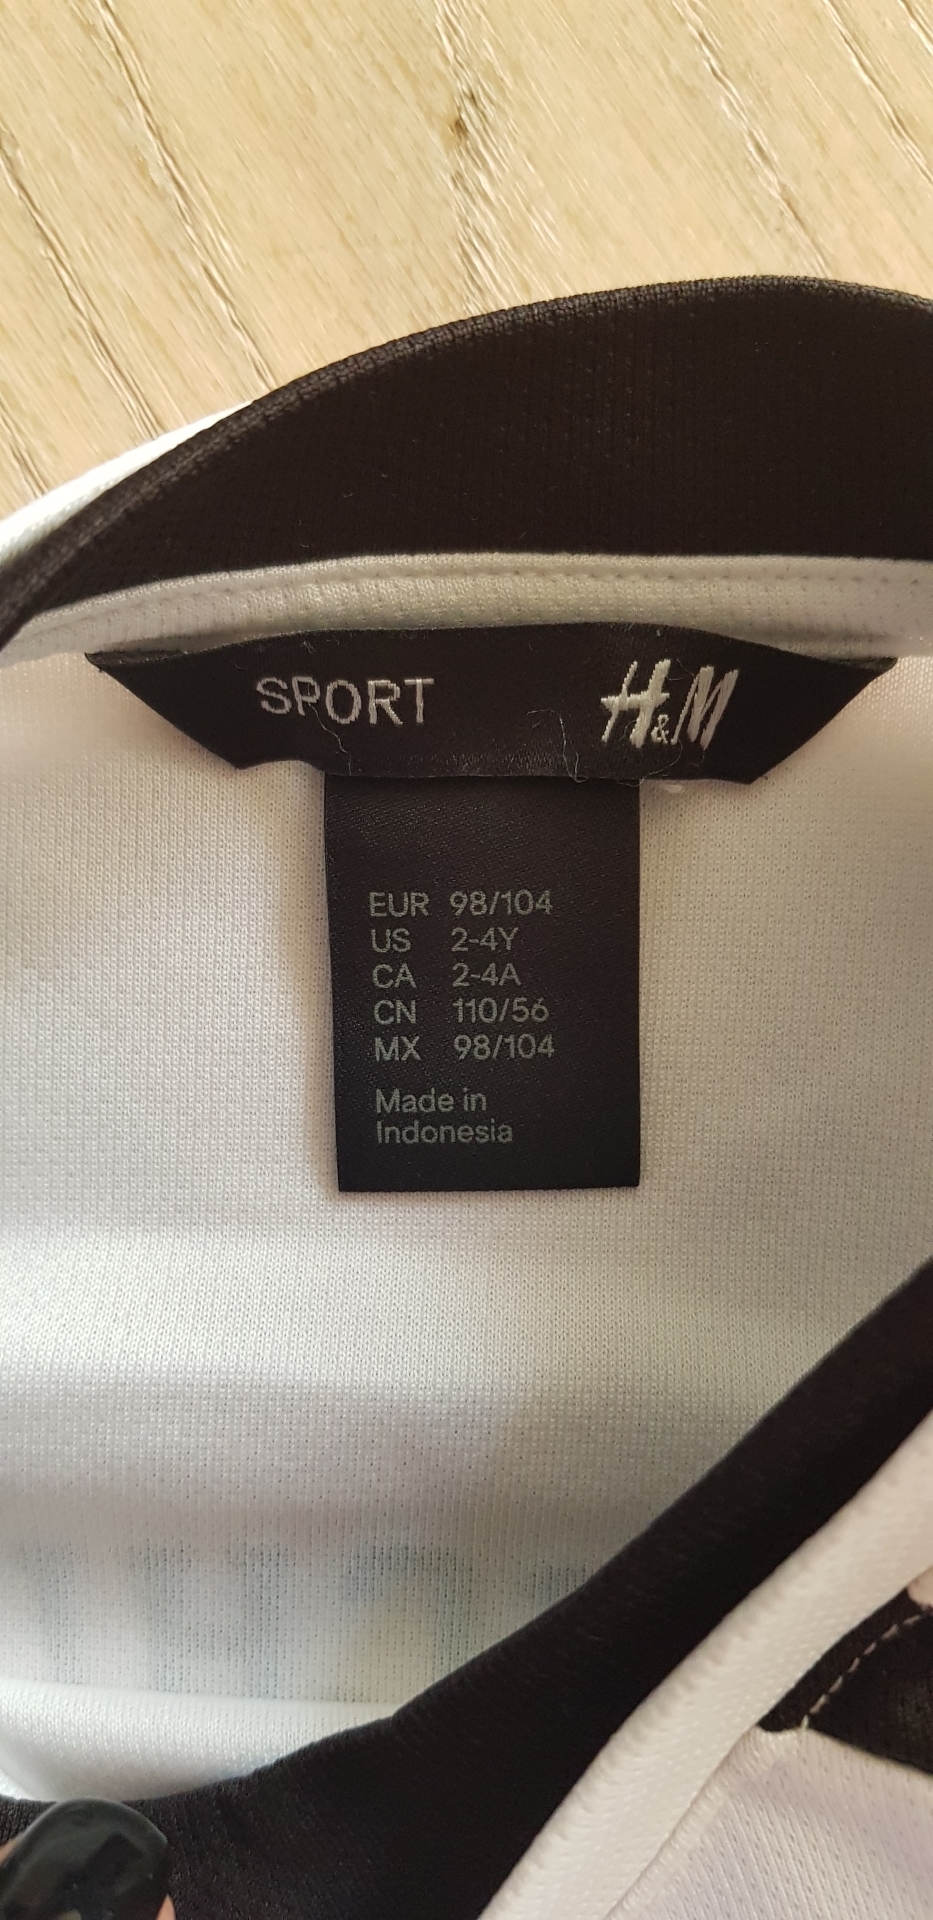 SPORT H&M
EUR 98/104
US 2-4Y
CA 2-4A
CN 110/56
MX 98/104
Made in
Indonesia